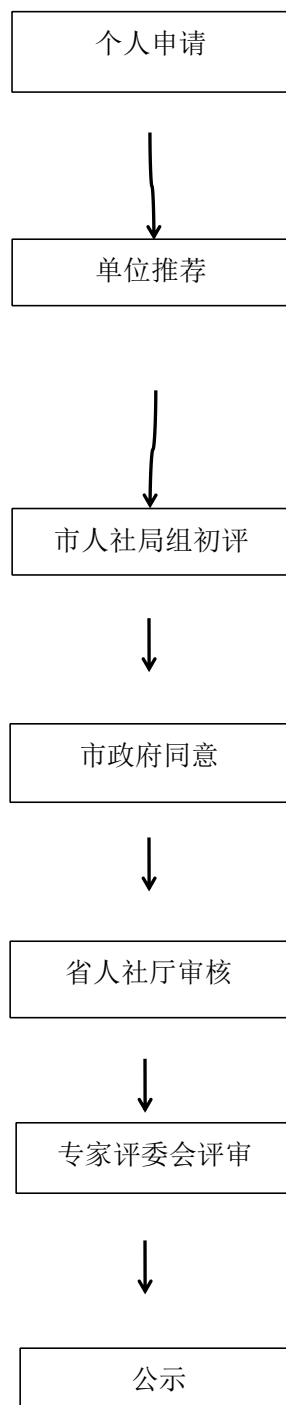 个人申请
单位推荐
市人社局组初评
市政府同意
省人社厅审核
专家评委会评审
公示